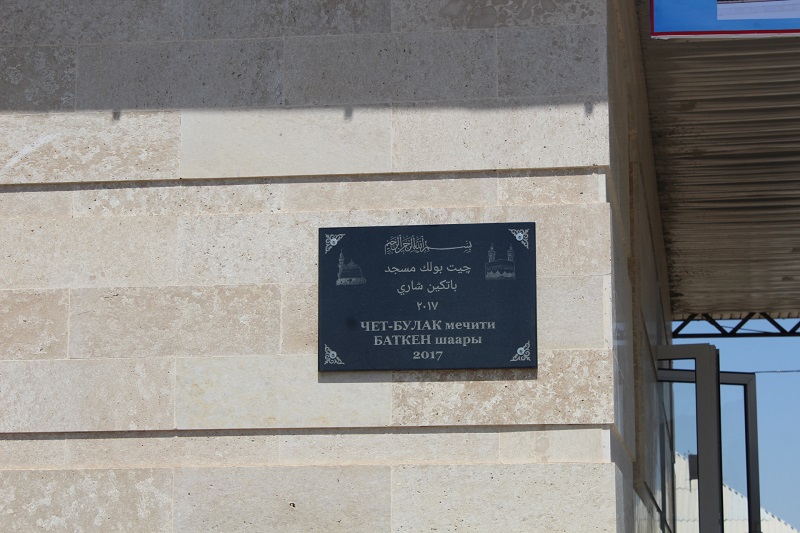 بسم الله الرحمن الرحيم
چيت بولك مسجد
باتكين شاري
٢٠١٧
ЧЕТ-БУЛАК мечити
БАТКЕН шаары
2017